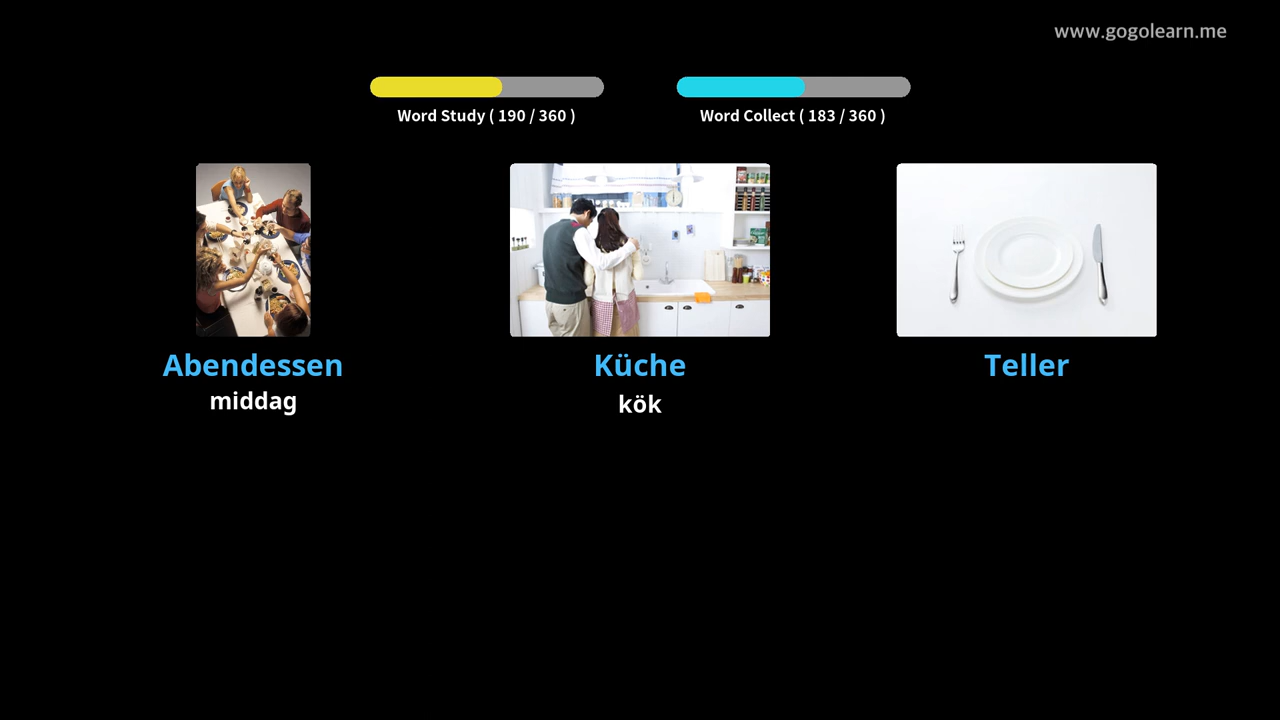 www.gogolearn.me
Word Study ( 190 / 360 )
Word Collect ( 183 / 360 )
Abendessen
middag
Küche
kök
Teller